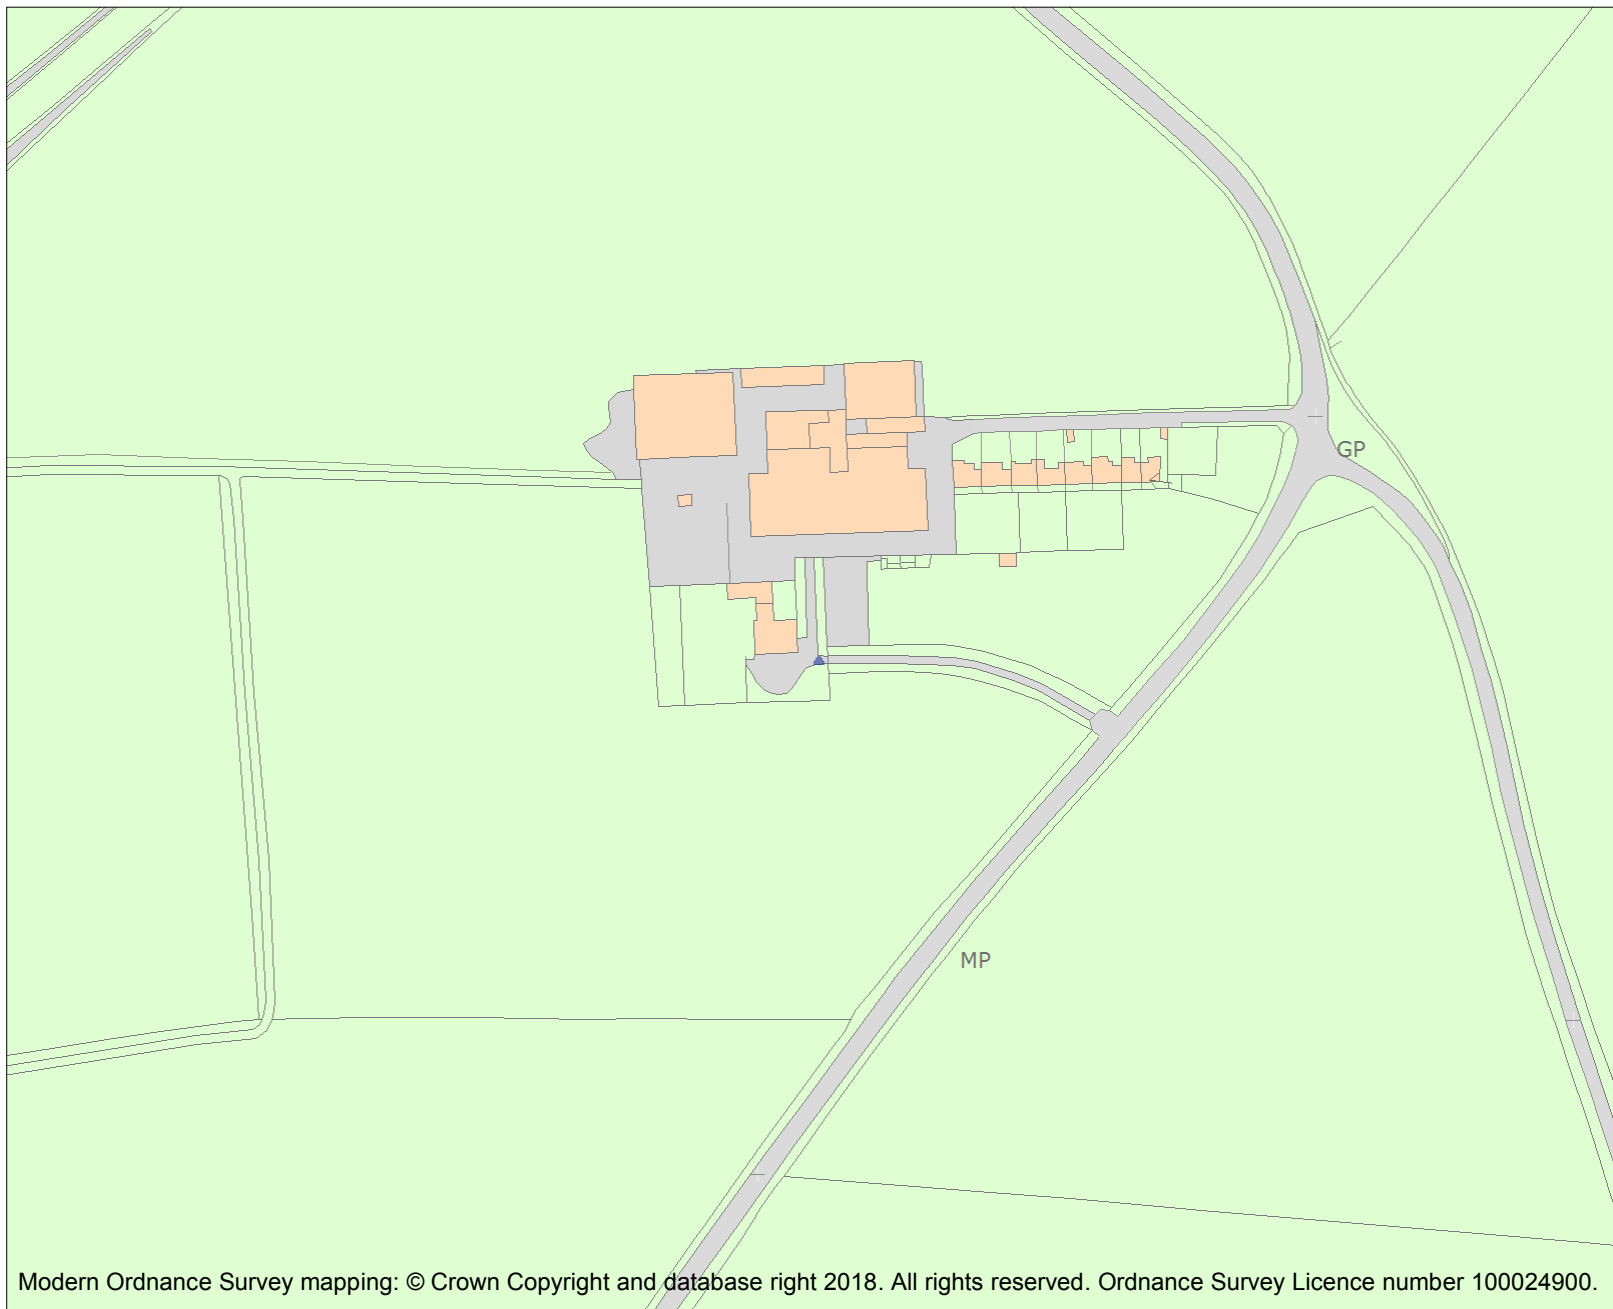 GP
MP
Modern Ordnance Survey mapping: © Crown Copyright and database right 2018. All rights reserved. Ordnance Survey Licence number 100024900.